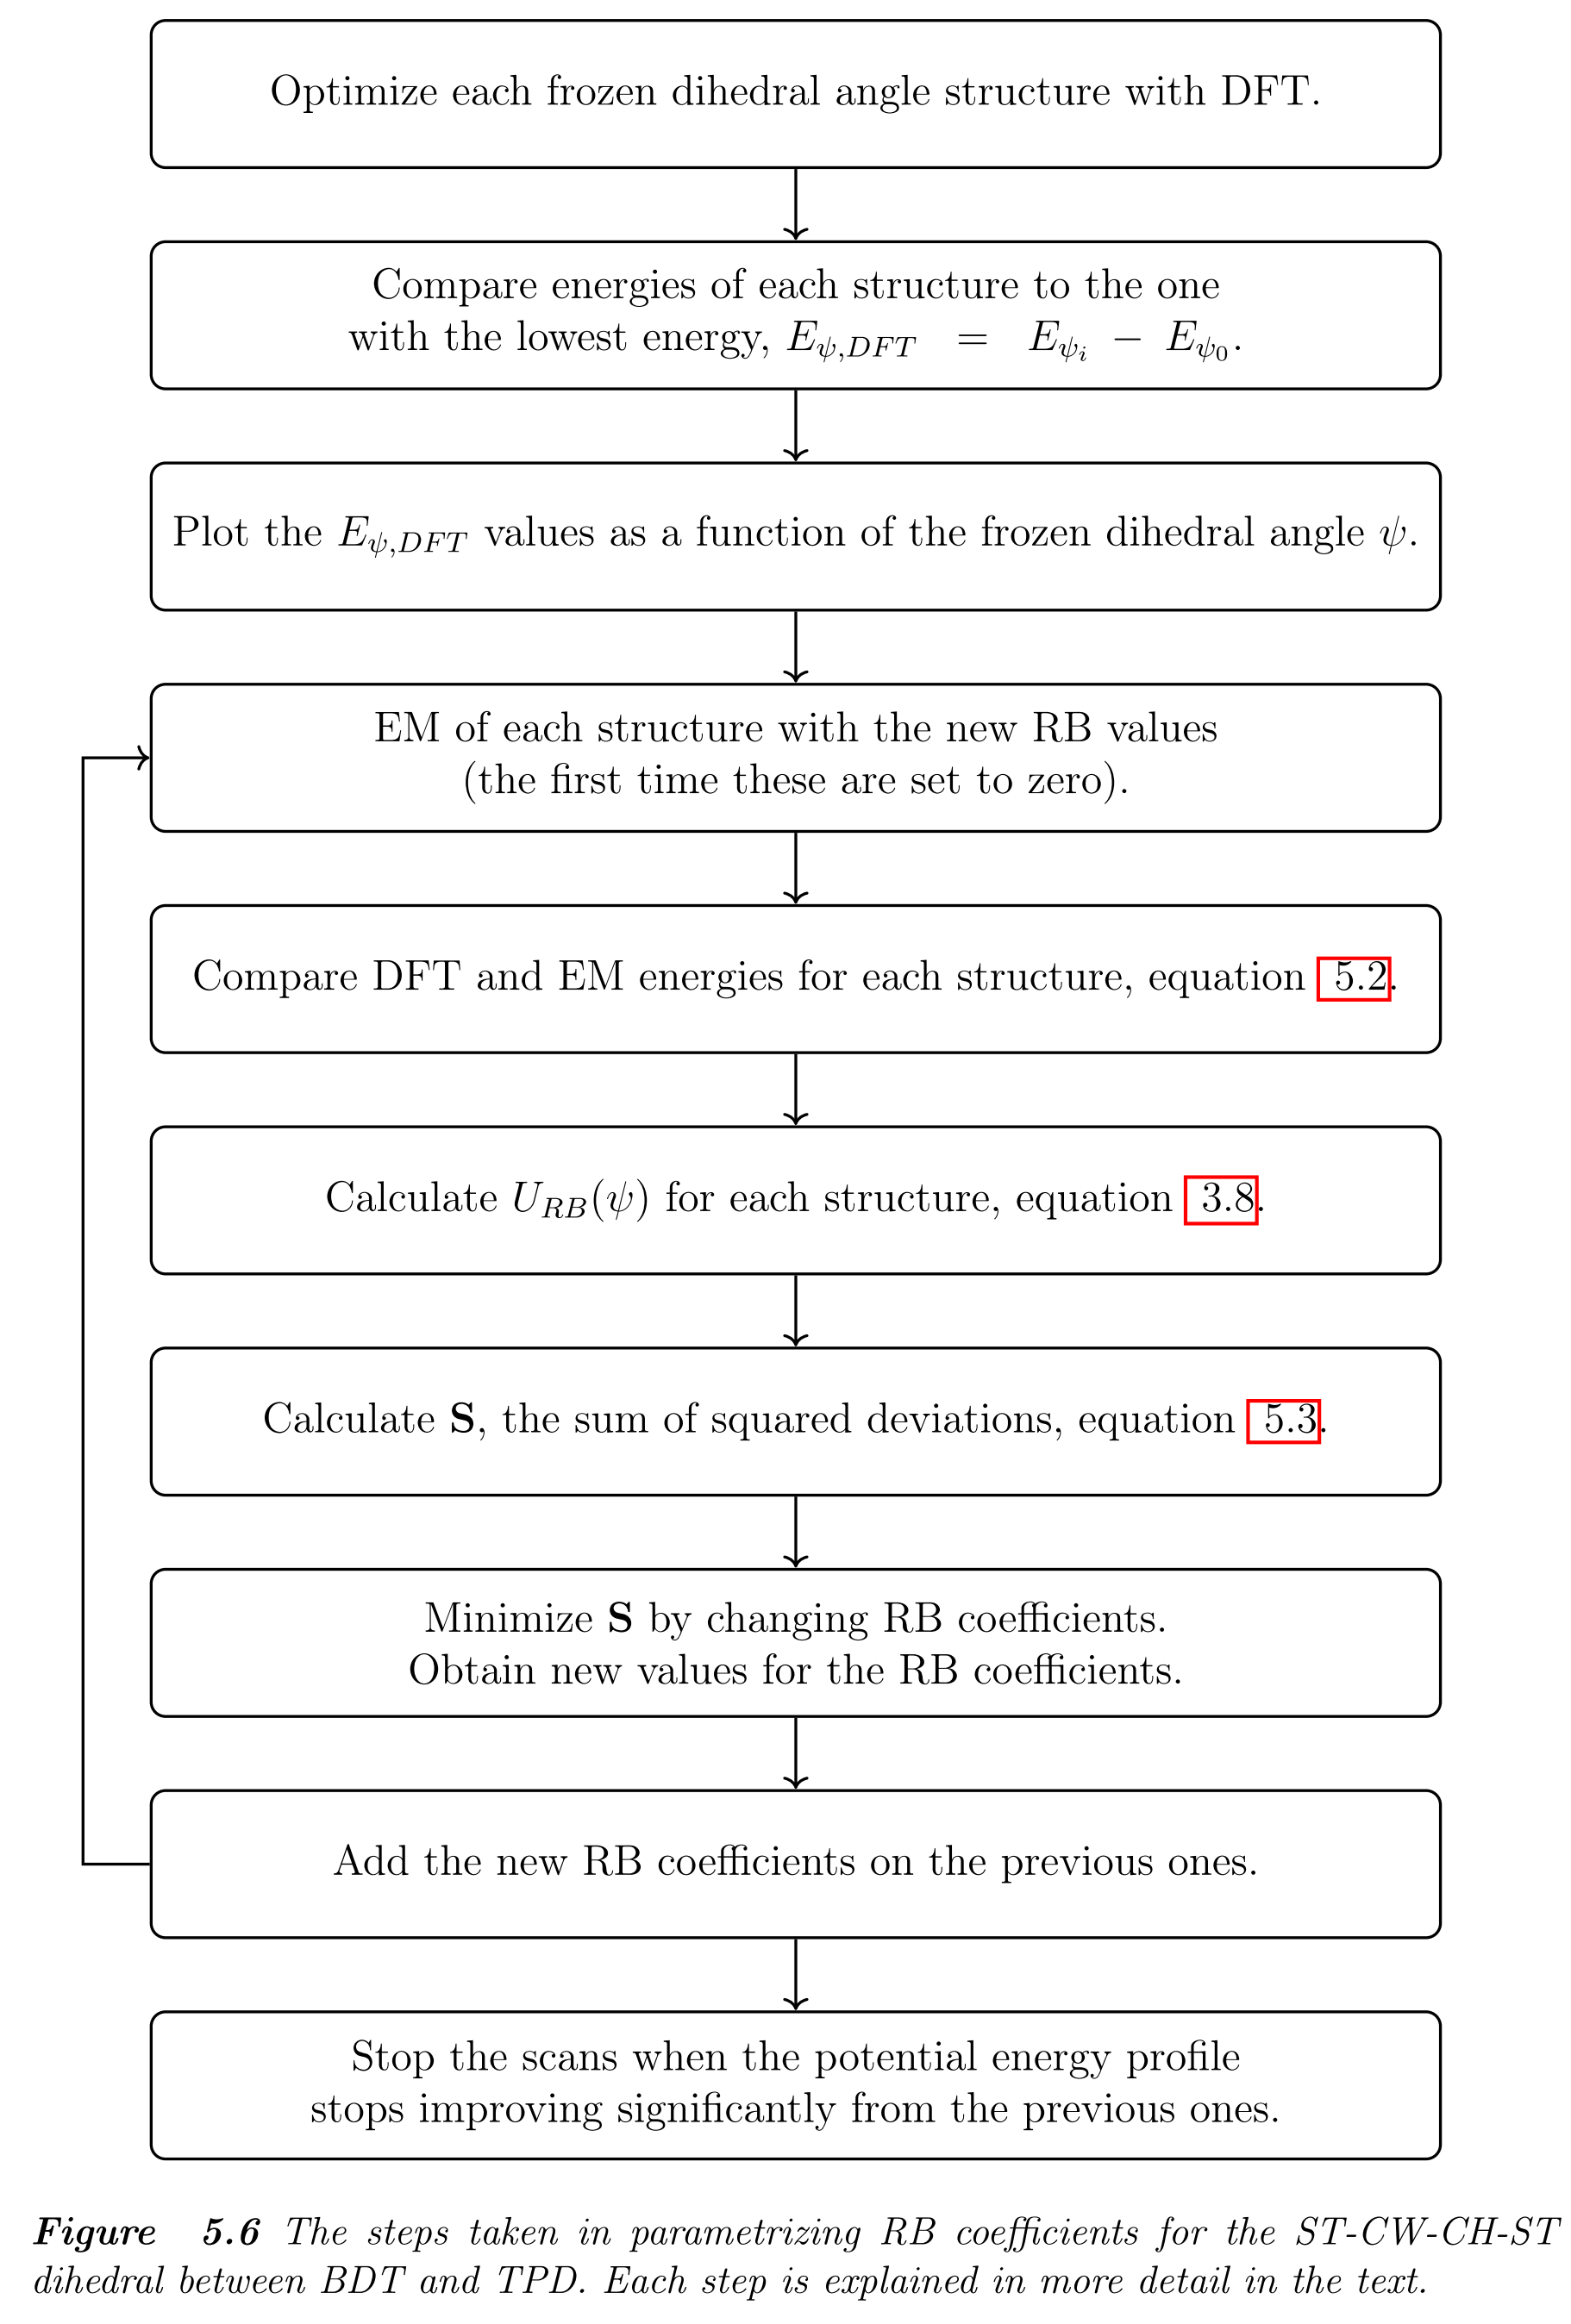 Optimize each frozen dihedral angle structure with DFT.
Compare energies of each structure to the one
with the lowest energy, $E_{\psi,DFT} = E_{\psi_i} - E_{\psi_0}$.
Plot the $E_{\psi,DFT}$ values as a function of the frozen dihedral angle $\psi$.
EM of each structure with the new RB values
(the first time these are set to zero).
Compare DFT and EM energies for each structure, equation 5.2.
Calculate $U_{RB}(\psi)$ for each structure, equation 3.8.
Calculate S, the sum of squared deviations, equation 5.3.
Minimize S by changing RB coefficients.
Obtain new values for the RB coefficients.
Add the new RB coefficients on the previous ones.
Stop the scans when the potential energy profile
stops improving significantly from the previous ones.
Figure 5.6 The steps taken in parametrizing RB coefficients for the ST-CW-CH-ST
dihedral between BDT and TPD. Each step is explained in more detail in the text.